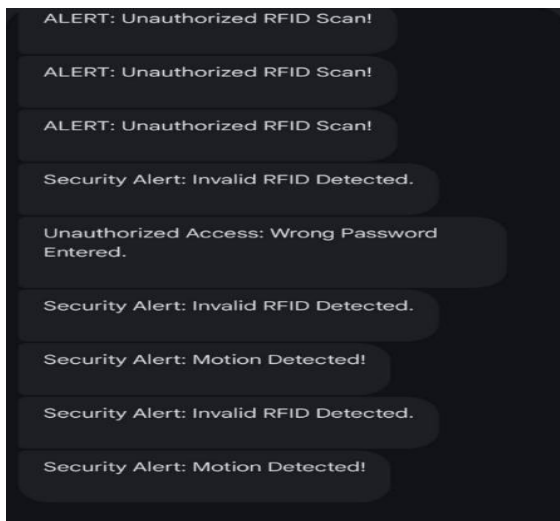 ALERT: Unauthorized RFID Scan!
ALERT: Unauthorized RFID Scan!
ALERT: Unauthorized RFID Scan!
Security Alert: Invalid RFID Detected.
Unauthorized Access: Wrong Password
Entered.
Security Alert: Invalid RFID Detected.
Security Alert: Motion Detected!
Security Alert: Invalid RFID Detected.
Security Alert: Motion Detected!